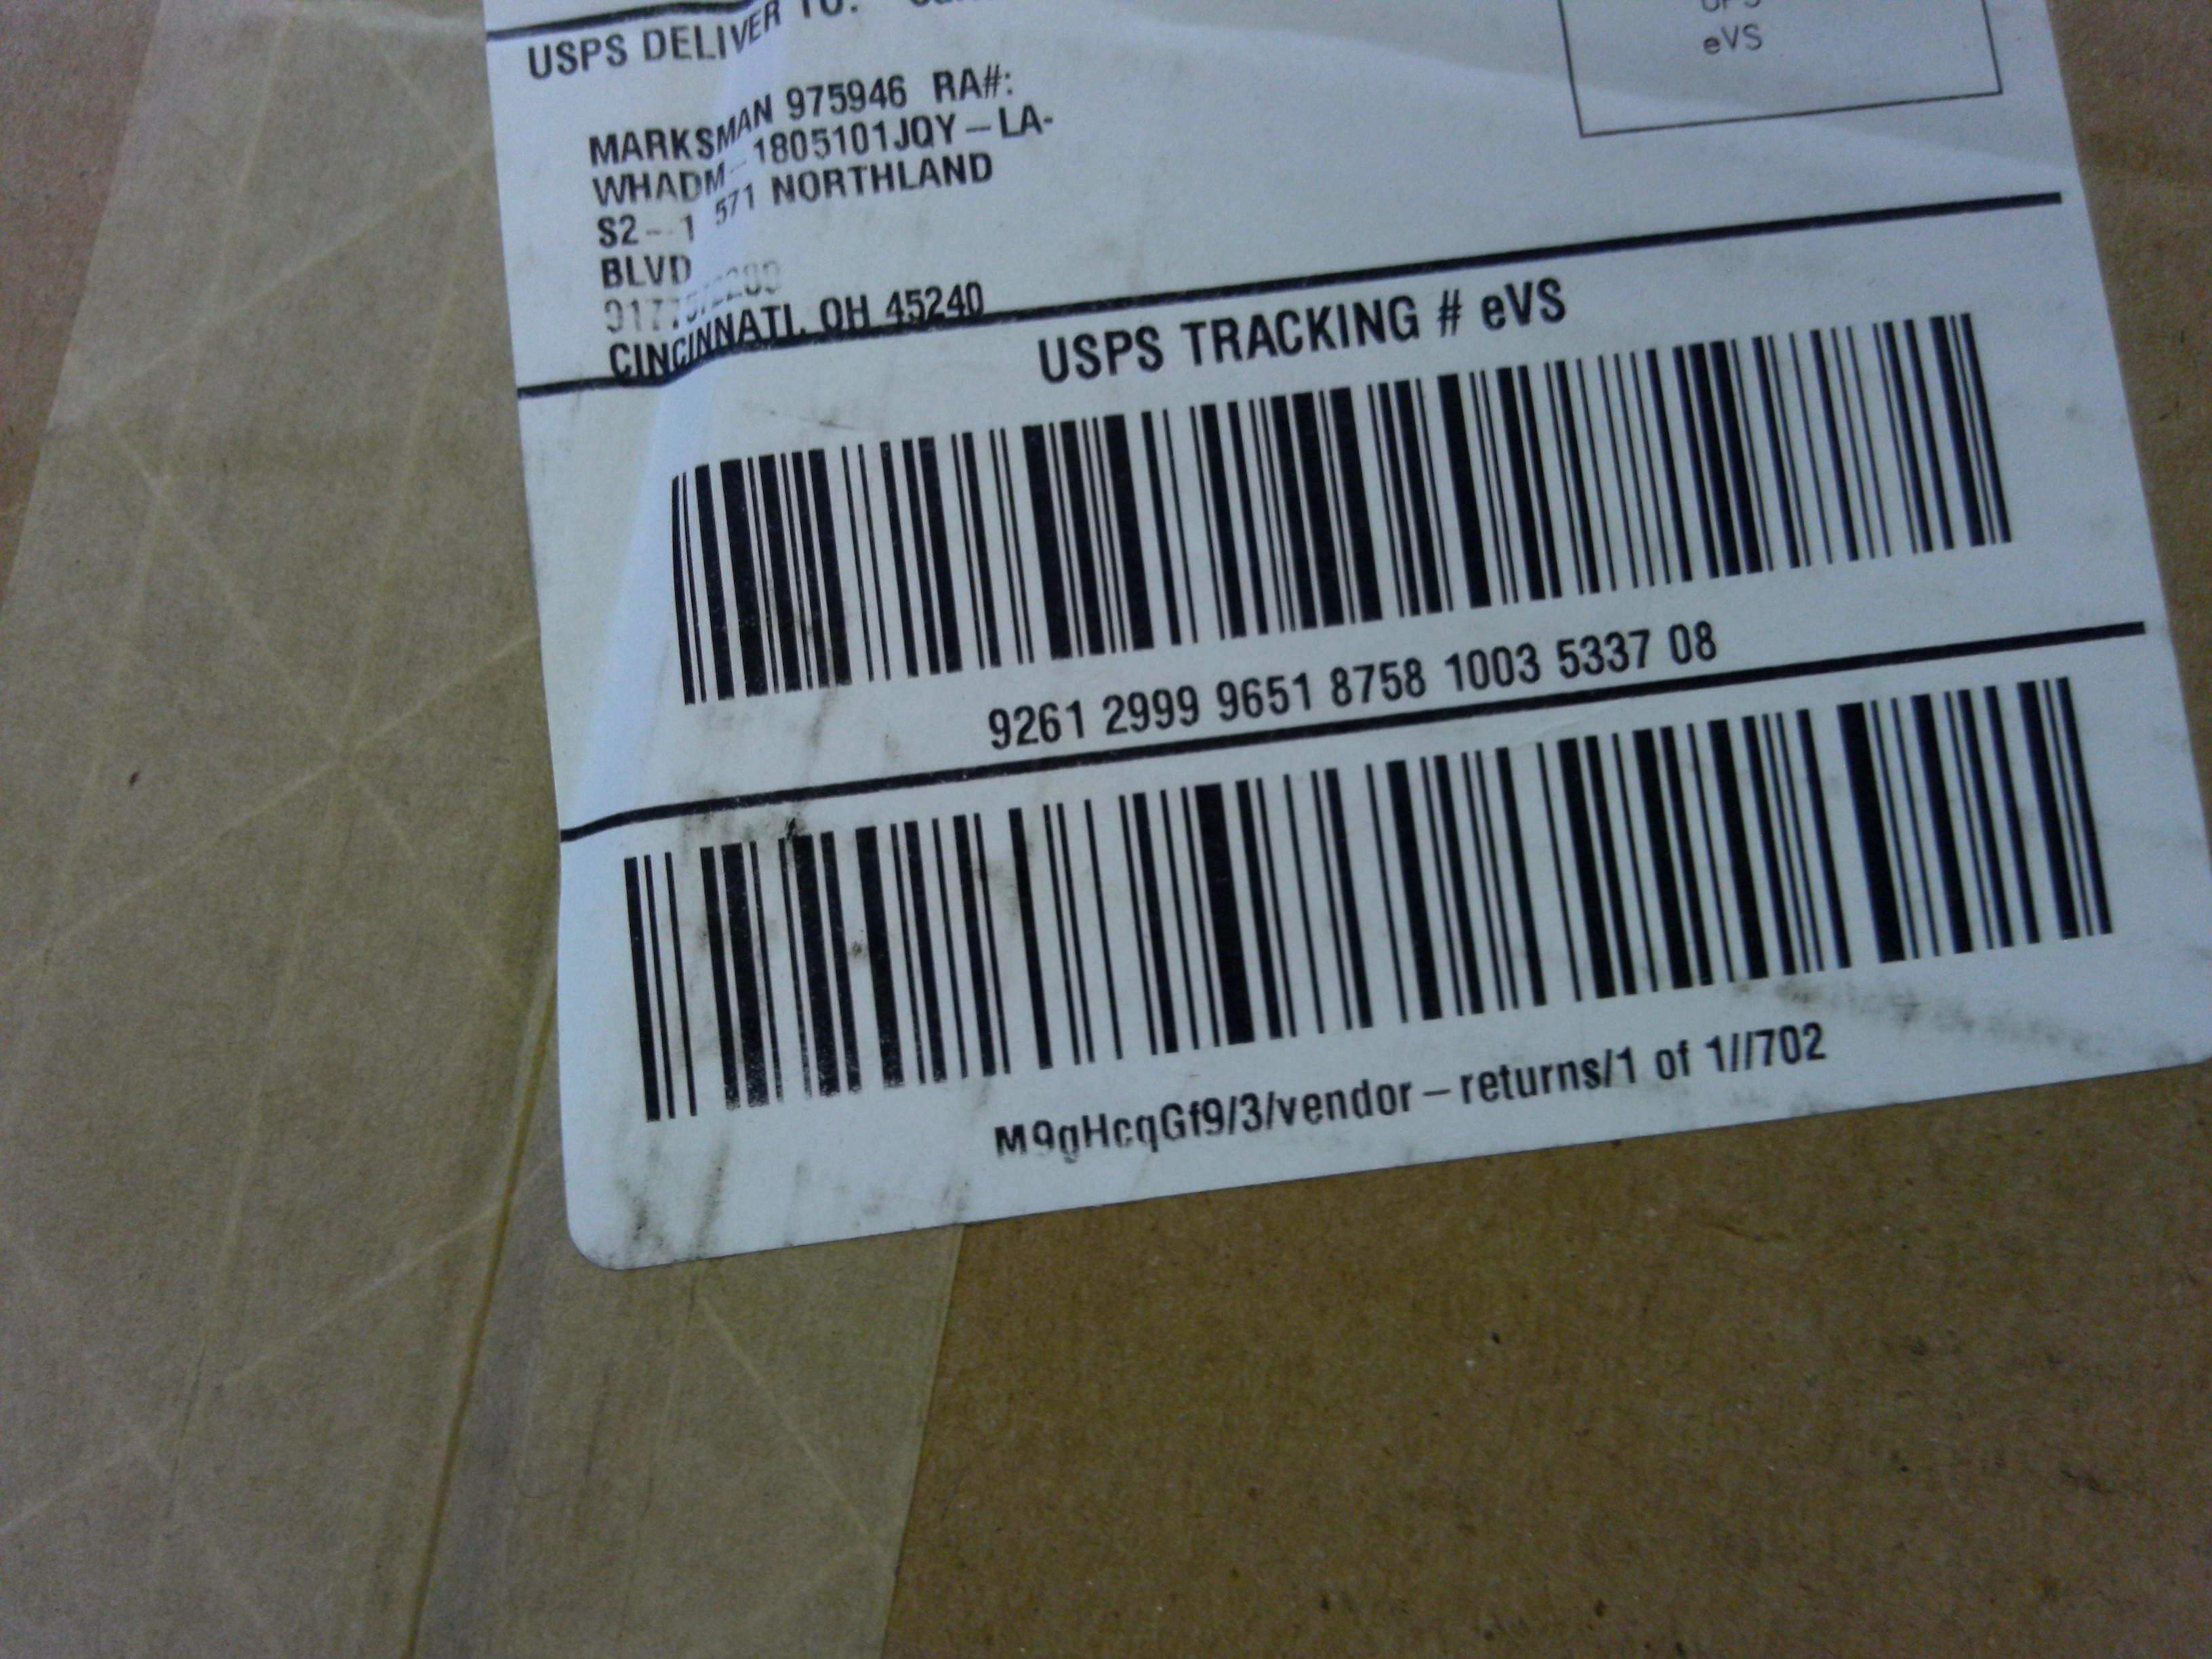 USPS DELIVER TO:
UPS
eVS
MARKSMAN 975946 RA#:
WHADM-1805101JQY-LA-
S2-1 571 NORTHLAND
BLVD
CINCINNATI, OH 45240
USPS TRACKING # eVS
9261 2999 9651 8758 1003 5337 08
M9gHcqGf9/3/vendor-returns/1 of 1//702